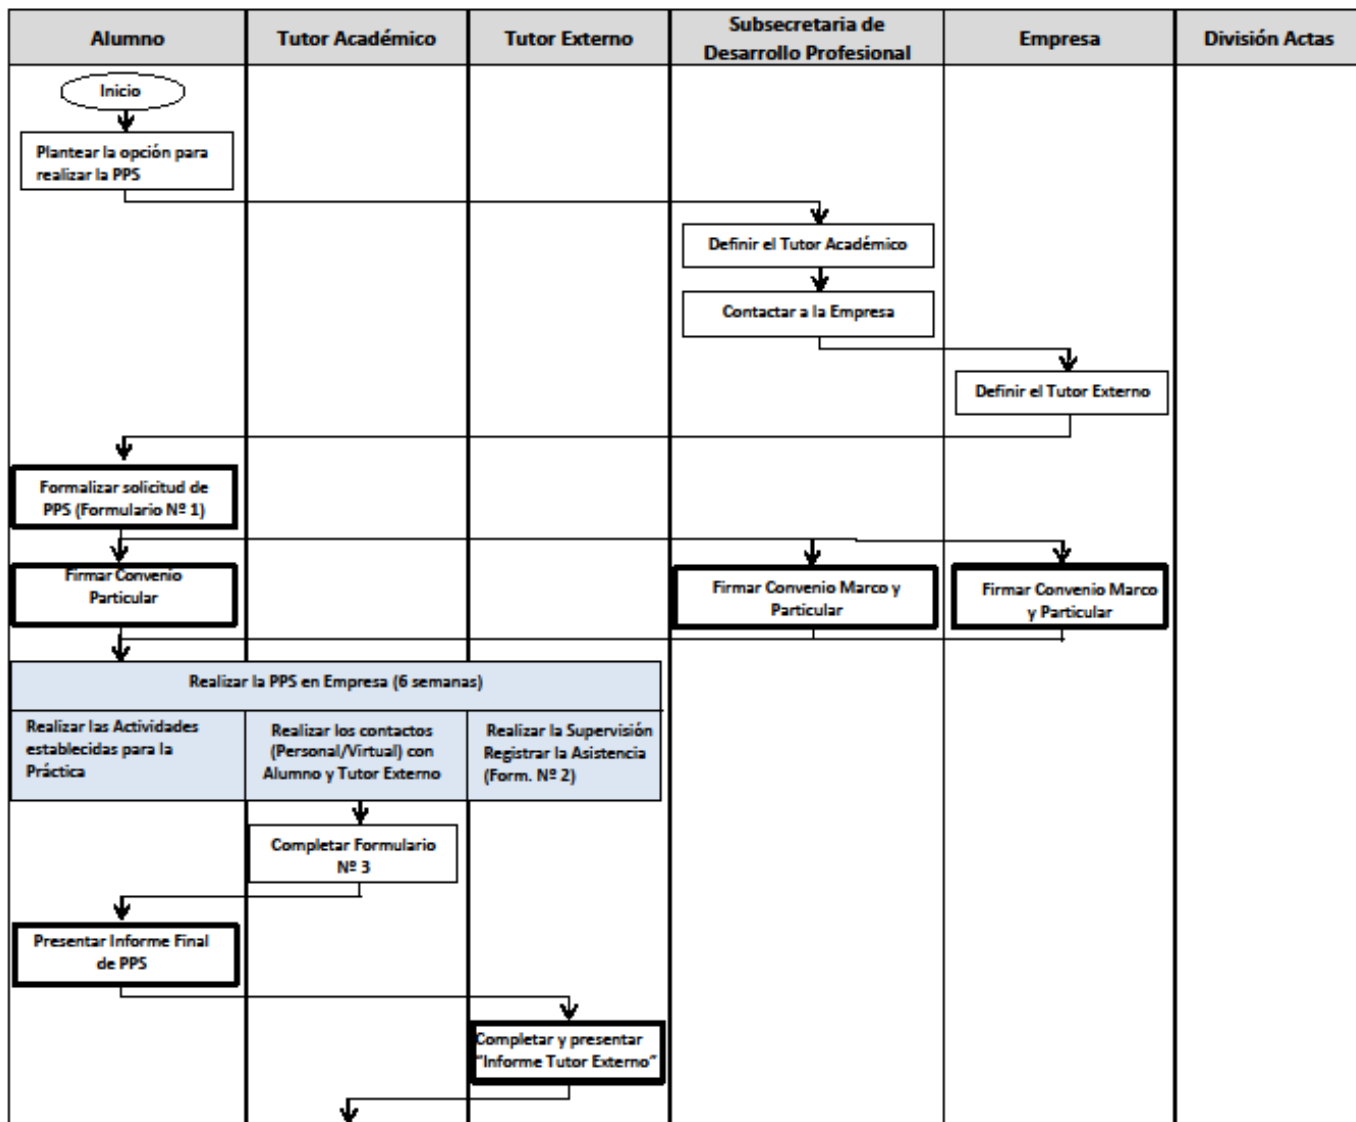 Alumno
Tutor Académico
Tutor Externo
Subsecretaria de
Desarrollo Profesional
Empresa
División Actas
Inicio
Plantear la opción para
realizar la PPS
Definir el Tutor Académico
Contactar a la Empresa
Definir el Tutor Externo
Formalizar solicitud de
PPS (Formulario Nº 1)
Firmar Convenio
Particular
Firmar Convenio Marco y
Particular
Firmar Convenio Marco
y Particular
Realizar la PPS en Empresa (6 semanas)
Realizar las Actividades
establecidas para la
Práctica
Realizar los contactos
(Personal/Virtual) con
Alumno y Tutor Externo
Realizar la Supervisión
Registrar la Asistencia
(Form. Nº 2)
Completar Formulario
Nº 3
Presentar Informe Final
de PPS
Completar y presentar
"Informe Tutor Externo"